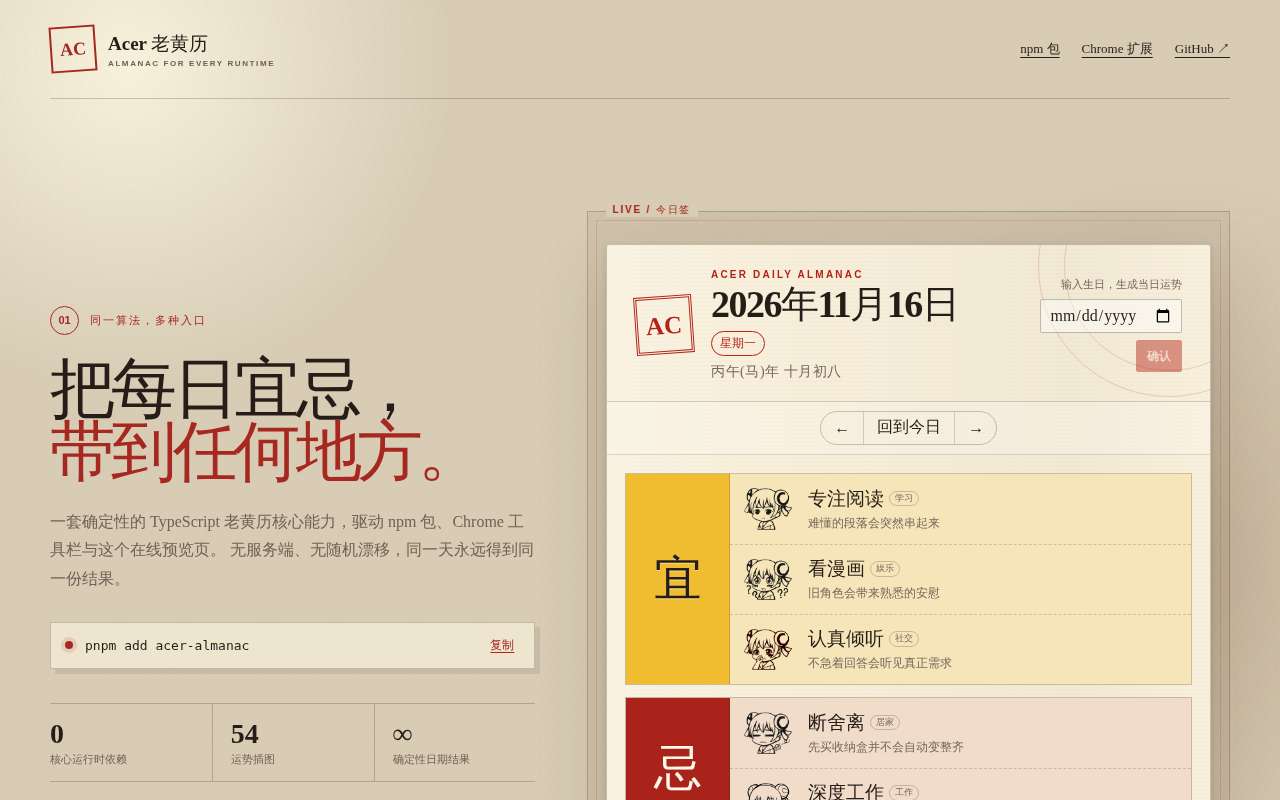 AC
Acer 老黄历
ALMANAC FOR EVERY RUNTIME
npm 包
Chrome 扩展
GitHub ↗
01
同一算法，多种入口
把每日宜忌，
带到任何地方。
一套确定性的 TypeScript 老黄历核心能力，驱动 npm 包、Chrome 工
具栏与这个在线预览页。 无服务端、无随机漂移，同一天永远得到同
一份结果。
pnpm add acer-almanac
复制
0
核心运行时依赖
54
运势插图
∞
确定性日期结果
LIVE / 今日签
AC
ACER DAILY ALMANAC
2026年11月16日
星期一
丙午(马)年 十月初八
输入生日，生成当日运势
mm/dd/yyyy
确认
← 回到今日 →
宜
专注阅读 学习
难懂的段落会突然串起来
看漫画 娱乐
旧角色会带来熟悉的安慰
认真倾听 社交
不急着回答会听见真正需求
忌
断舍离 居家
先买收纳盒并不会自动变整齐
深度工作 工作